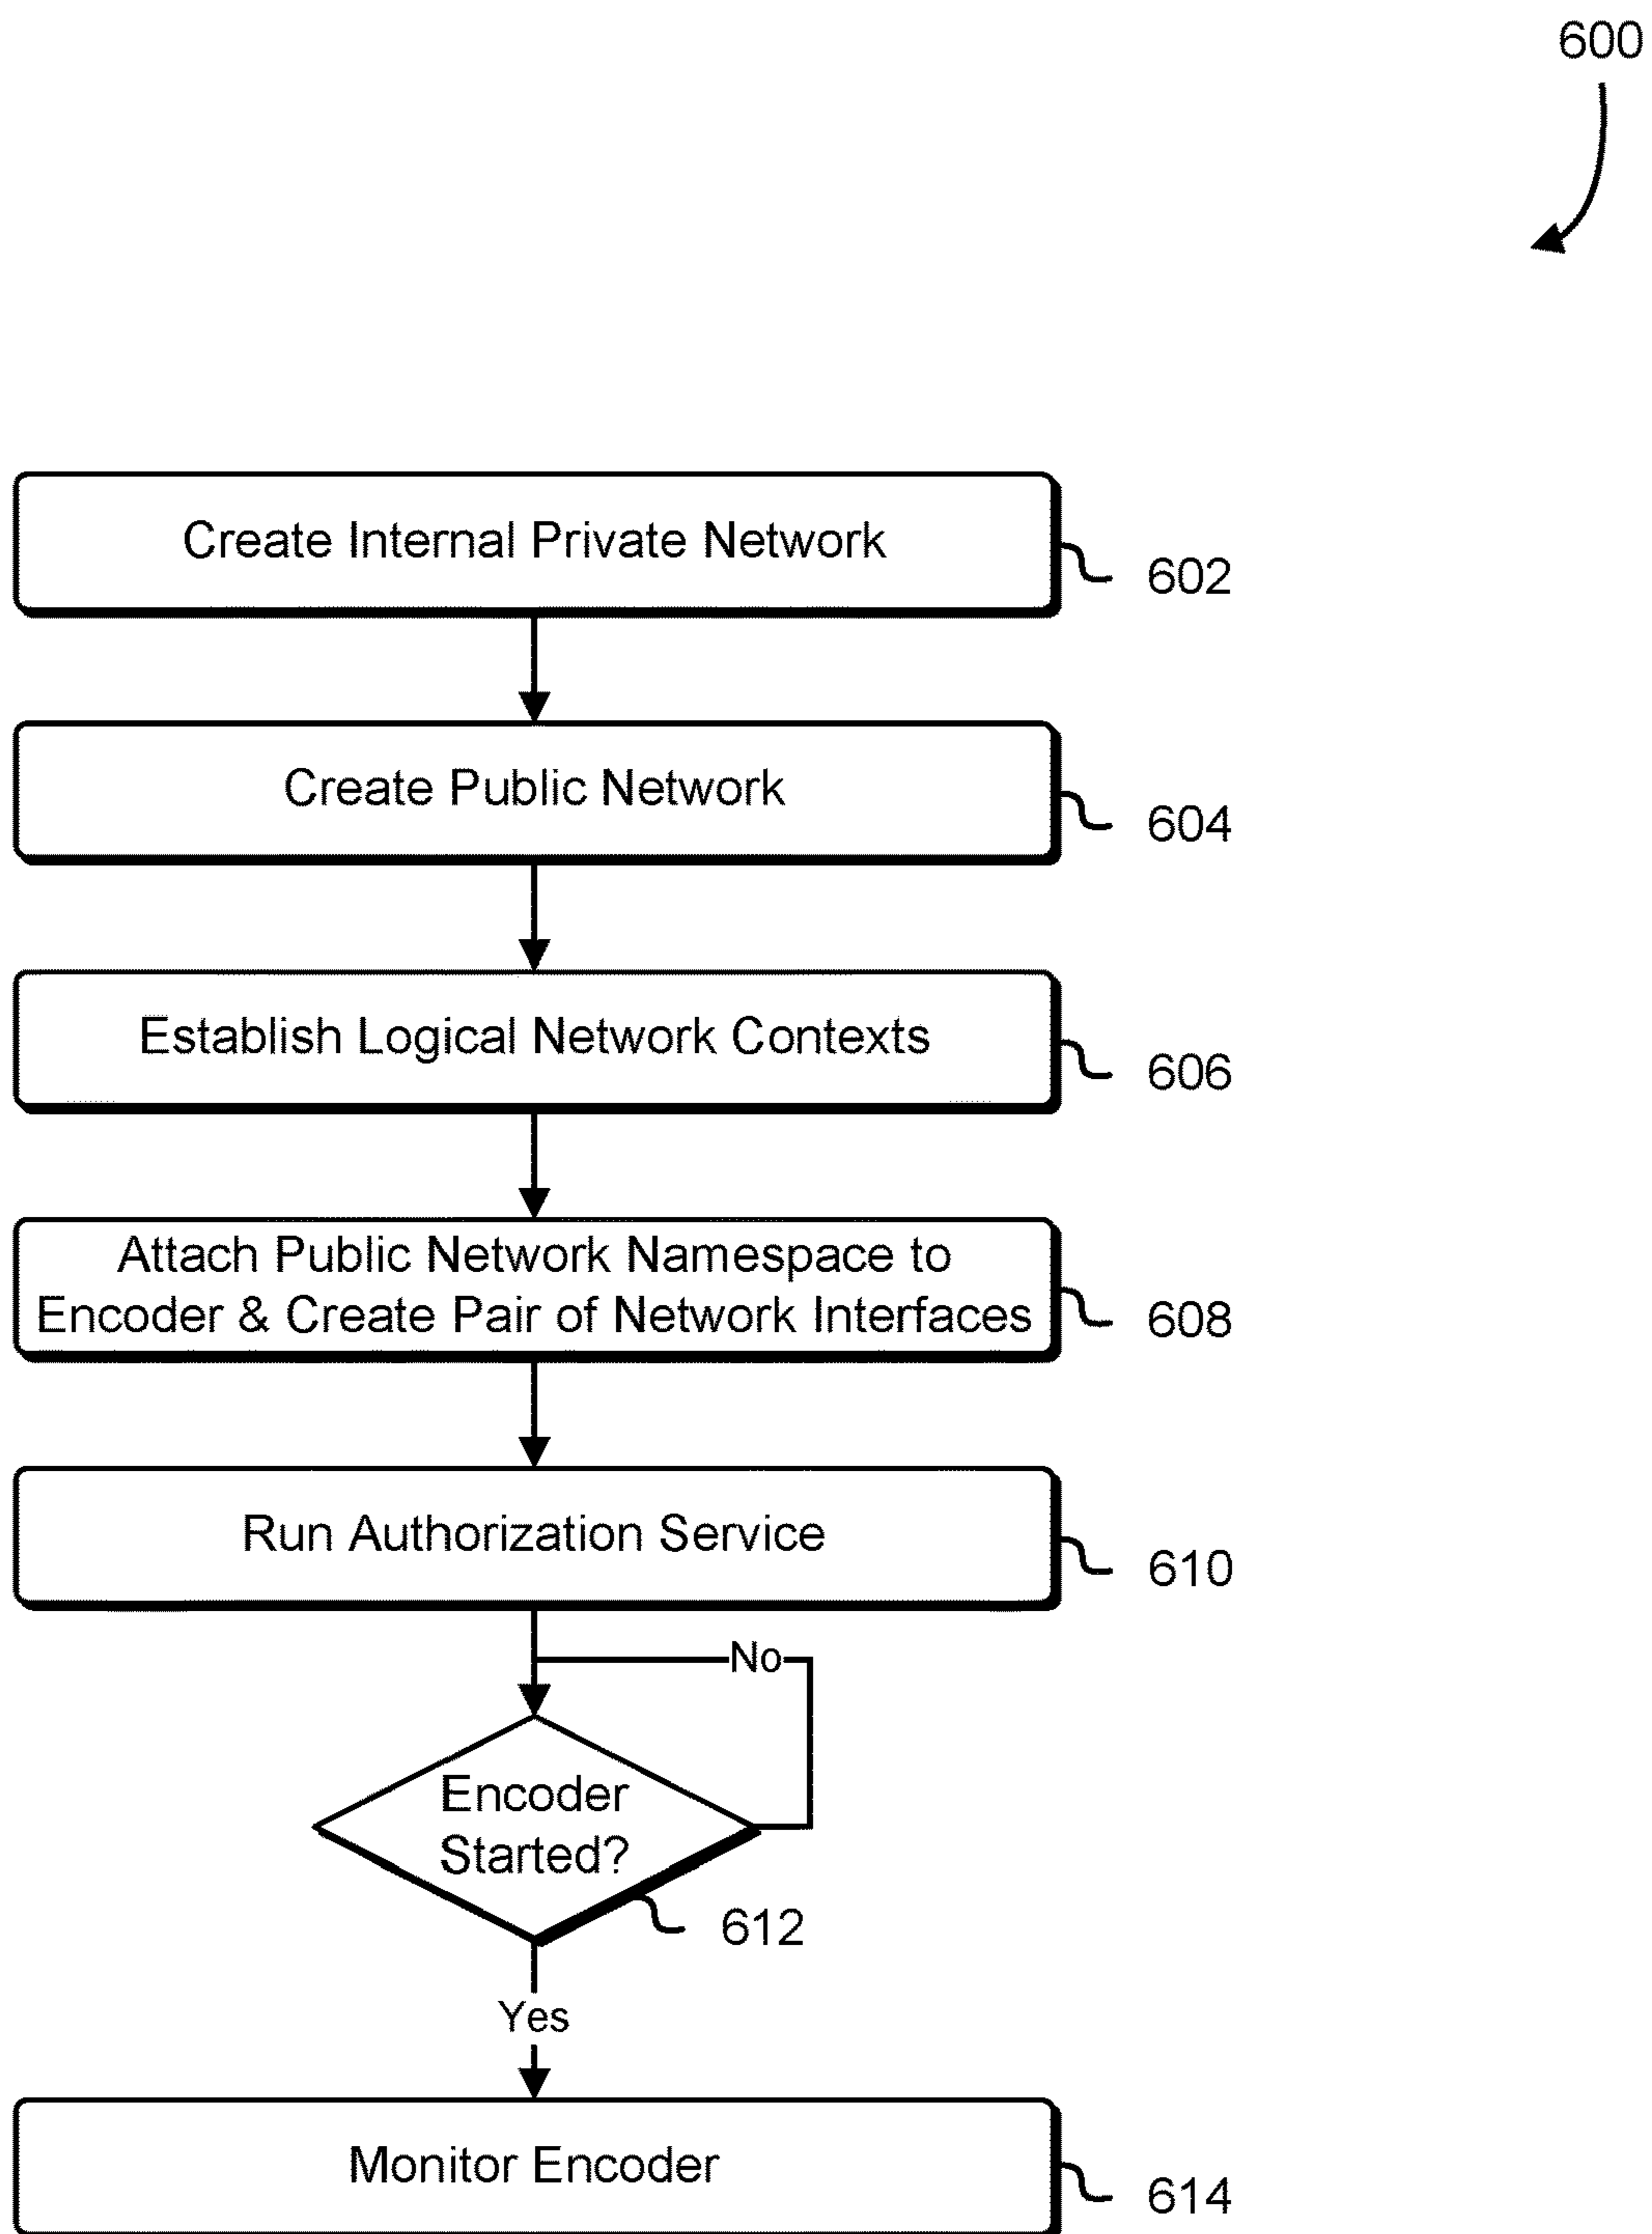 600
Create Internal Private Network
602
Create Public Network
604
Establish Logical Network Contexts
606
Attach Public Network Namespace to
Encoder & Create Pair of Network Interfaces
608
Run Authorization Service
610
No
Encoder
Started?
612
Yes
Monitor Encoder
614